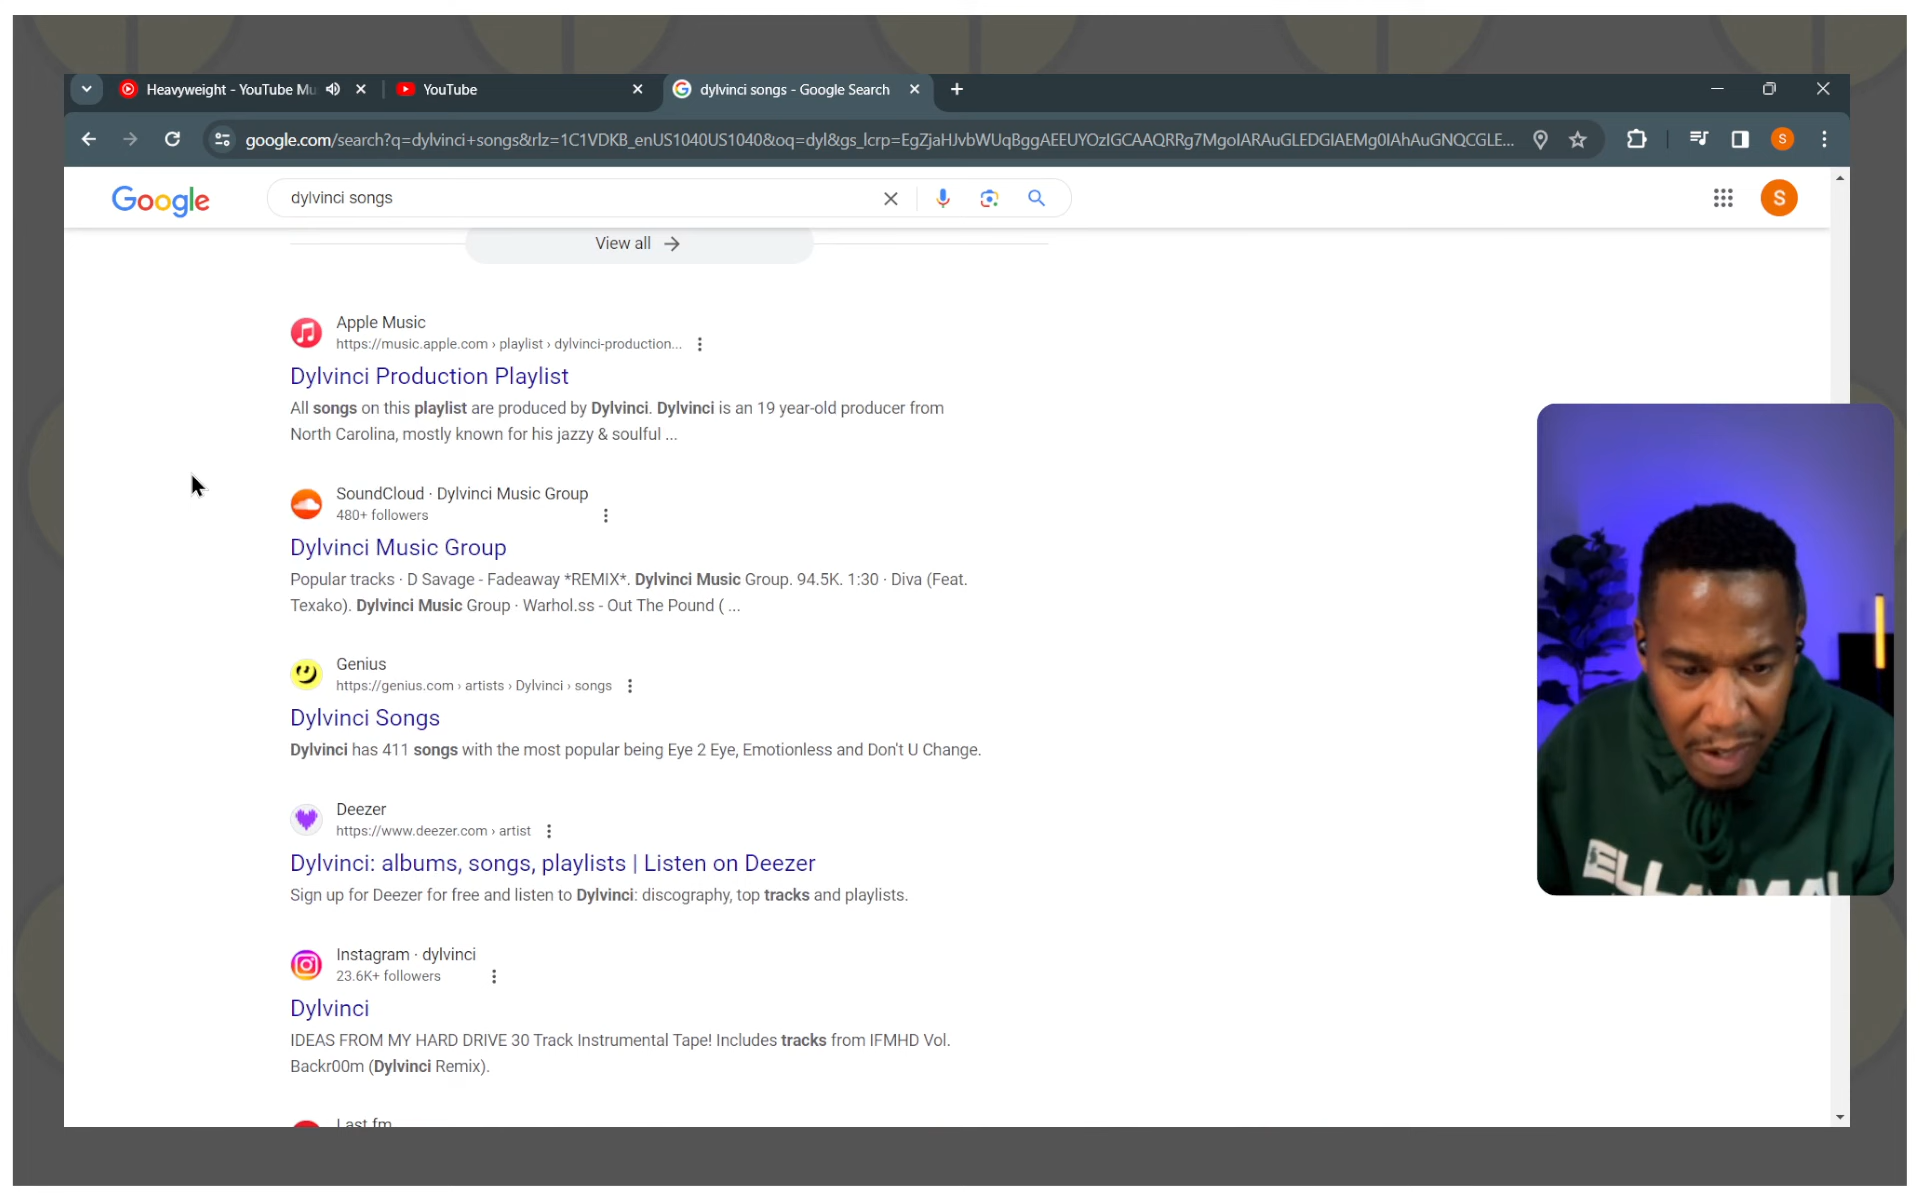 Heavyweight - YouTube Mu
YouTube
dylvinci songs - Google Search
google.com/search?q=dylvinci+songs&rlz=1C1VDKB_enUS1040US1040&oq=dyl&gs_lcrp=EgZjaHJvbWUqBggAEEUYOzIGCAAQRRg7MgoIARAuGLEDGIAEMg0IAhAuGNQCGLE...
S
Google
dylvinci songs
S
View all
Apple Music
https://music.apple.com › playlist › dylvinci-production...
Dylvinci Production Playlist
All songs on this playlist are produced by Dylvinci. Dylvinci is an 19 year-old producer from
North Carolina, mostly known for his jazzy & soulful ...
SoundCloud · Dylvinci Music Group
480+ followers
Dylvinci Music Group
Popular tracks · D Savage - Fadeaway *REMIX*. Dylvinci Music Group. 94.5K. 1:30 · Diva (Feat.
Texako). Dylvinci Music Group · Warhol.ss - Out The Pound ( ...
Genius
https://genius.com › artists › Dylvinci › songs
Dylvinci Songs
Dylvinci has 411 songs with the most popular being Eye 2 Eye, Emotionless and Don't U Change.
Deezer
https://www.deezer.com › artist
Dylvinci: albums, songs, playlists | Listen on Deezer
Sign up for Deezer for free and listen to Dylvinci: discography, top tracks and playlists.
Instagram · dylvinci
23.6K+ followers
Dylvinci
IDEAS FROM MY HARD DRIVE 30 Track Instrumental Tape! Includes tracks from IFMHD Vol.
Backr00m (Dylvinci Remix).
Last.fm